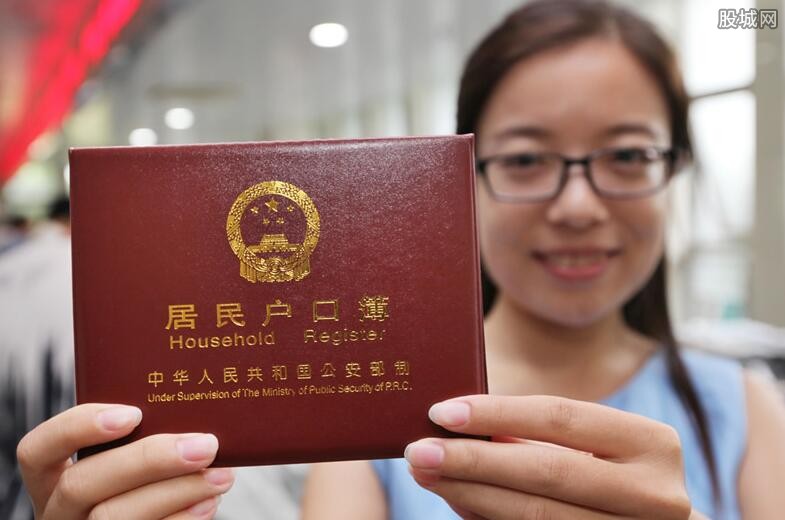 股城网
居民户口簿
Household Register
中华人民共和国公安部制
Under Supervision of The Ministry of Public Security of P.R.C.